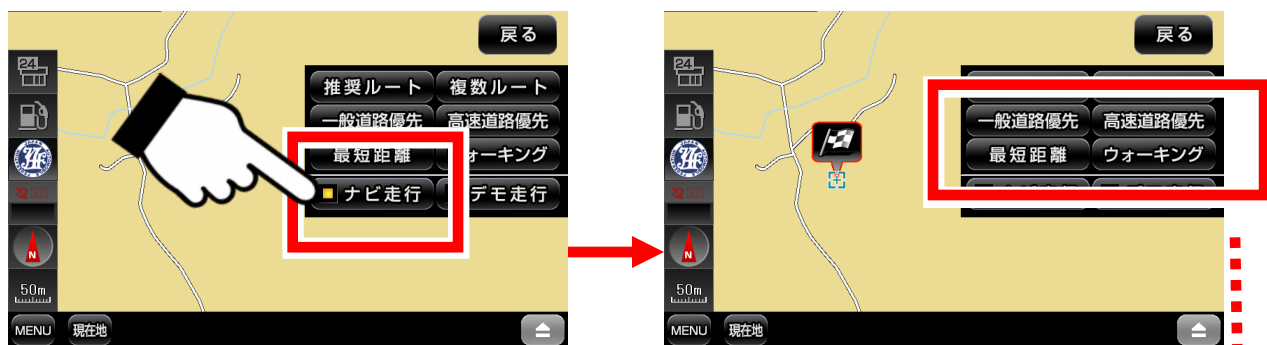 戻る
24
推奨ルート 複数ルート
一般道路優先 高速道路優先
最短距離 ォーキング
ナビ走行 デモ走行
N
50m
MENU 現在地
戻る
24
一般道路優先 高速道路優先
最短距離 ウォーキング
N
50m
MENU 現在地